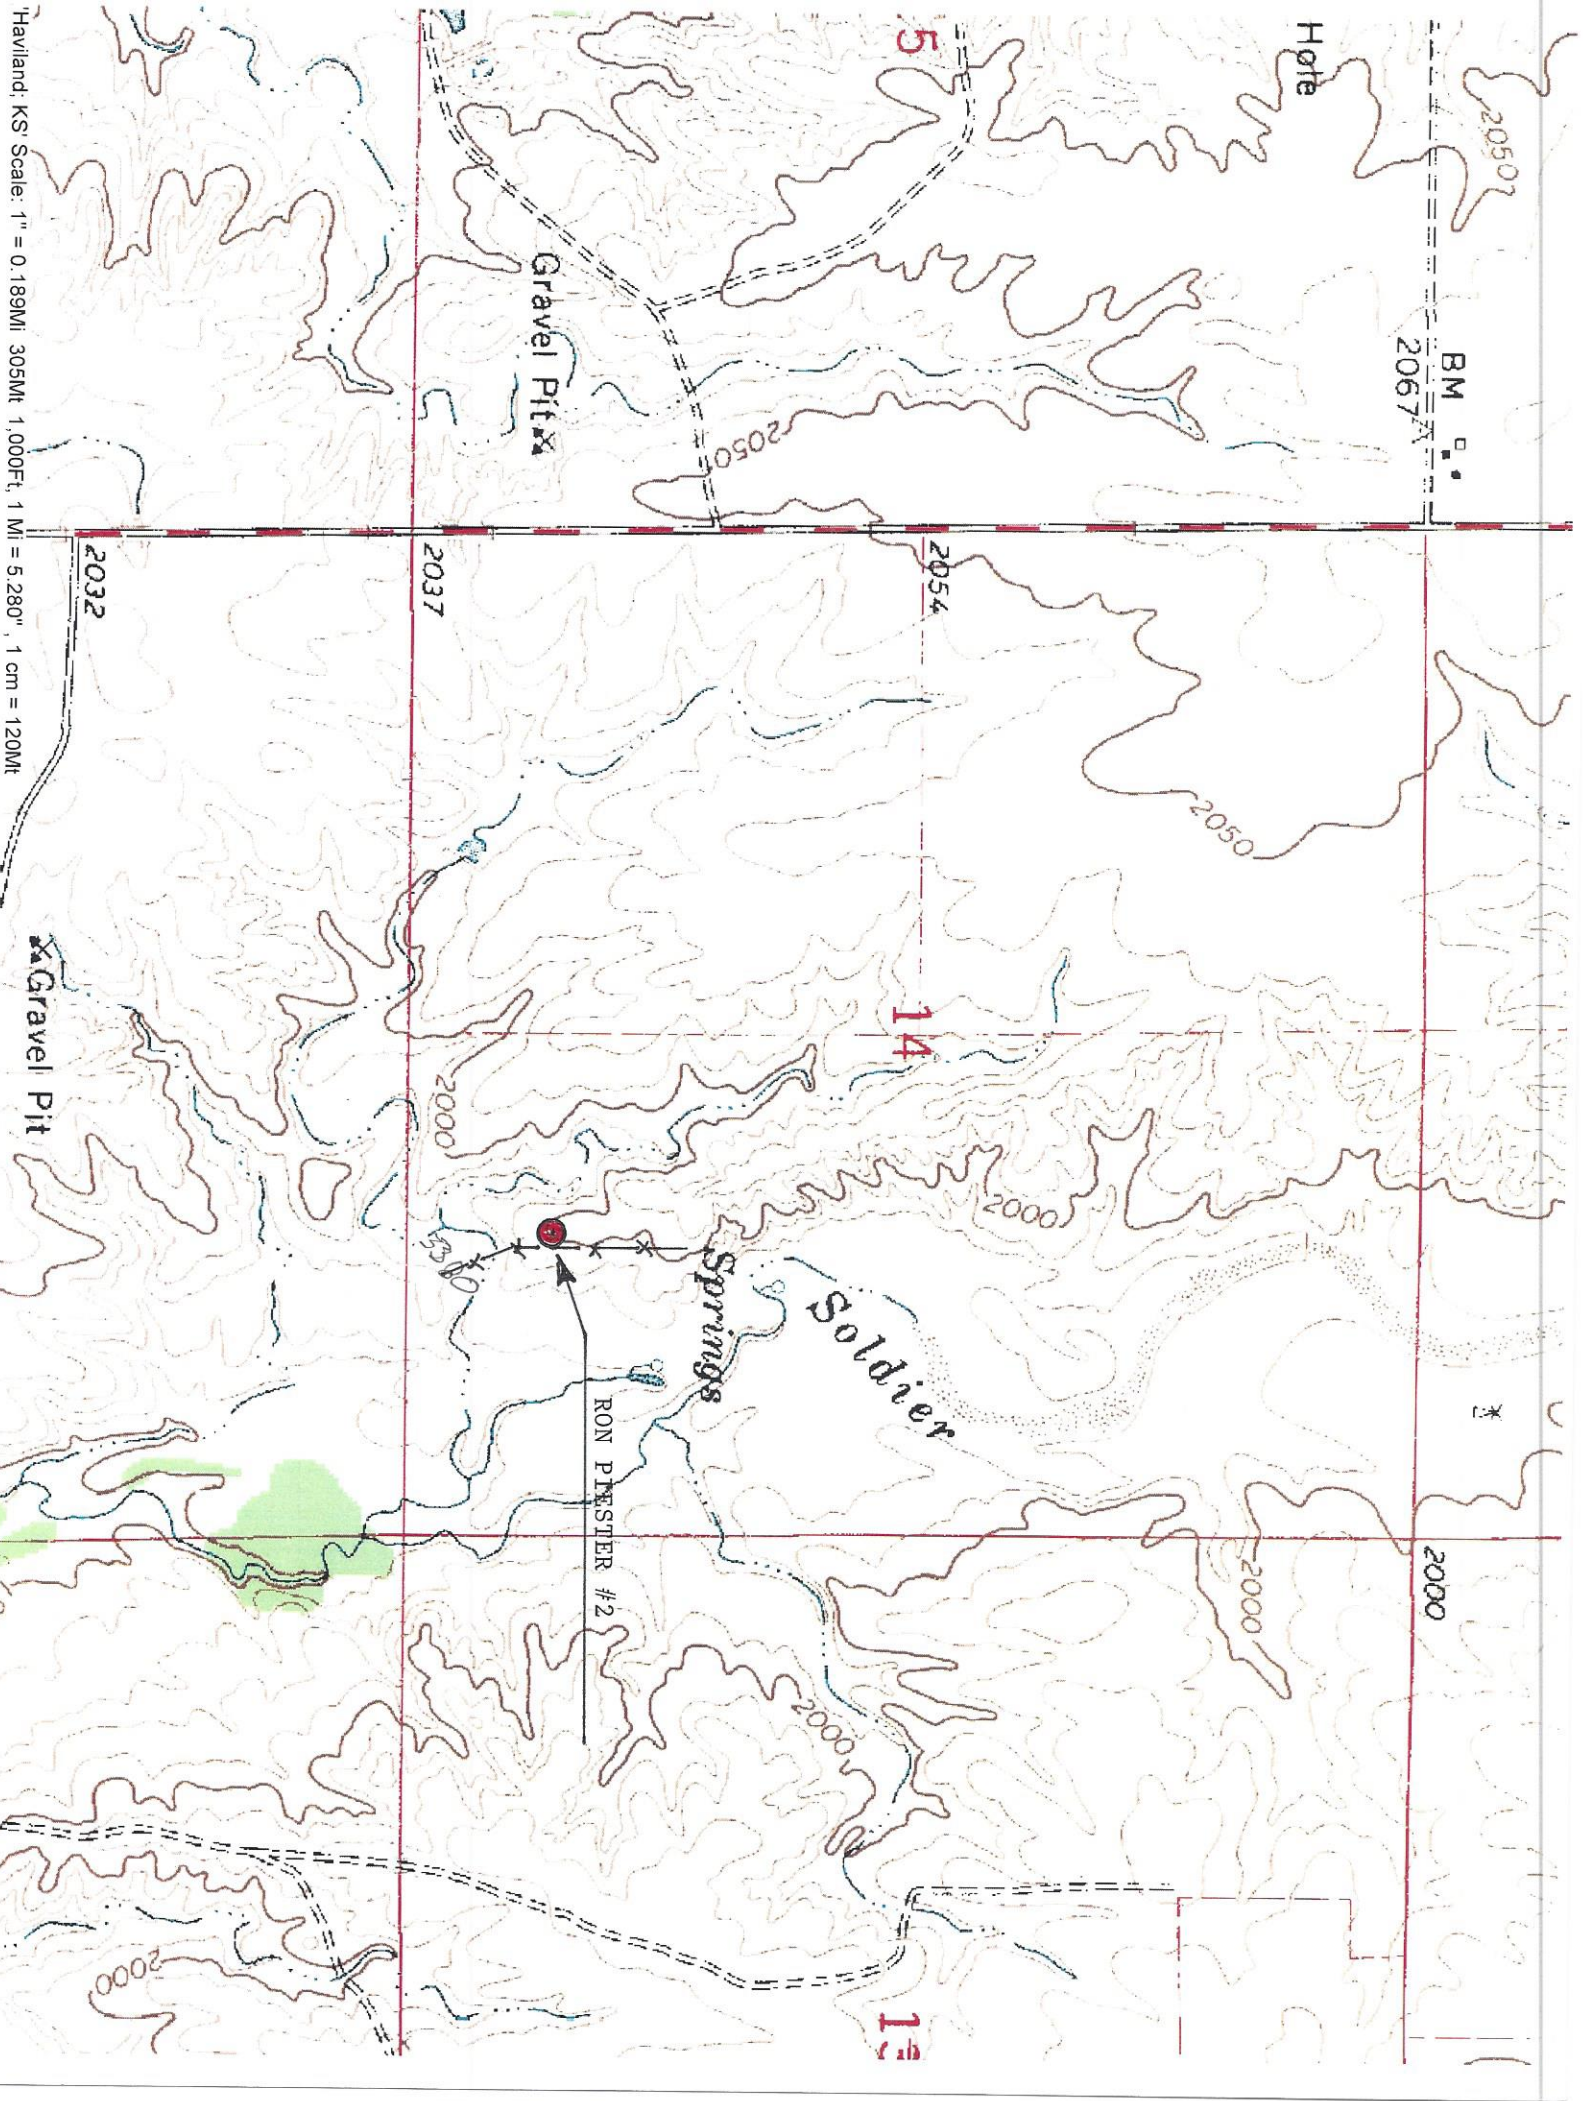 2050
Hole
BM
2067
5
Gravel Pit
2050
2032
2037
2054
2050
14
2000
2000
Soldier
Springs
RON PIESTER #2
Gravel Pit
2000
2000
2000
2000
'Haviland; KS' Scale: 1" = 0.189Mi 305Mt 1,000Ft, 1 Mi = 5.280", 1 cm = 120Mt